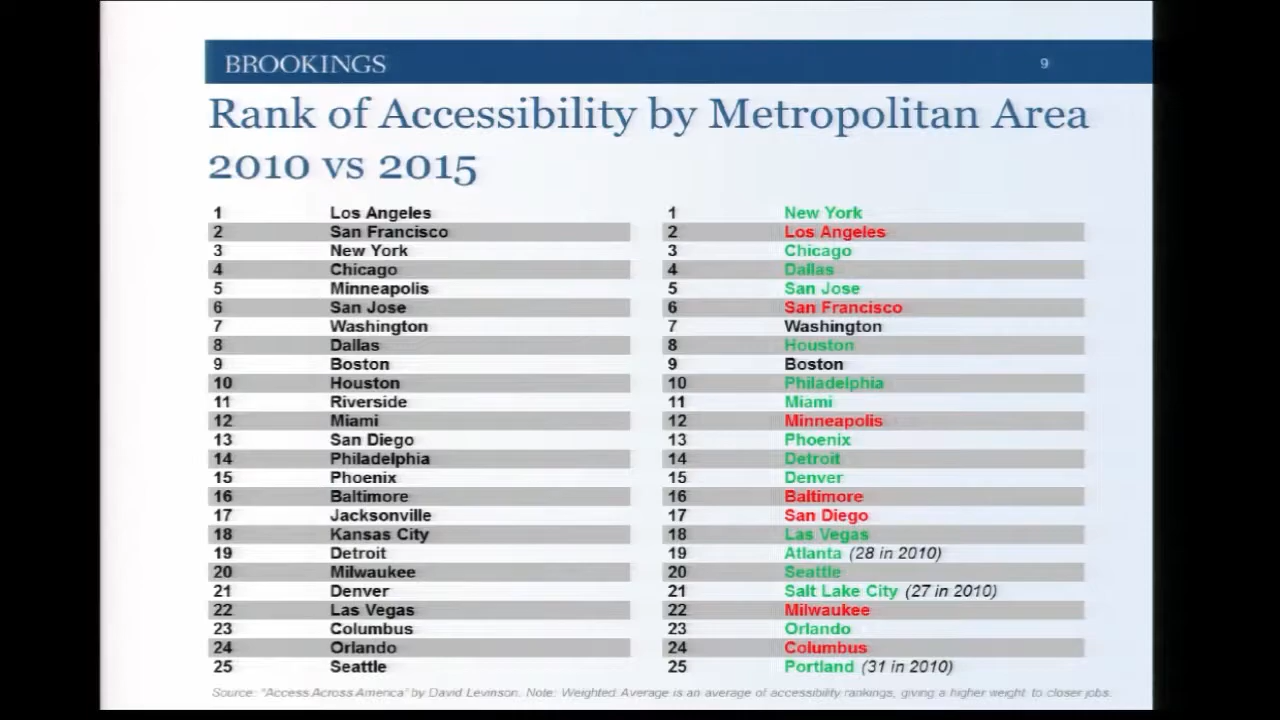 BROOKINGS 9
Rank of Accessibility by Metropolitan Area
2010 vs 2015
1 Los Angeles 1 New York
2 San Francisco 2 Los Angeles
3 New York 3 Chicago
4 Chicago 4 Dallas
5 Minneapolis 5 San Jose
6 San Jose 6 San Francisco
7 Washington 7 Washington
8 Dallas 8 Houston
9 Boston 9 Boston
10 Houston 10 Philadelphia
11 Riverside 11 Miami
12 Miami 12 Minneapolis
13 San Diego 13 Phoenix
14 Philadelphia 14 Detroit
15 Phoenix 15 Denver
16 Baltimore 16 Baltimore
17 Jacksonville 17 San Diego
18 Kansas City 18 Las Vegas
19 Detroit 19 Atlanta (28 in 2010)
20 Milwaukee 20 Seattle
21 Denver 21 Salt Lake City (27 in 2010)
22 Las Vegas 22 Milwaukee
23 Columbus 23 Orlando
24 Orlando 24 Columbus
25 Seattle 25 Portland (31 in 2010)
Source: "Access Across America" by David Levinson. Note: Weighted Average is an average of accessibility rankings, giving a higher weight to closer jobs.